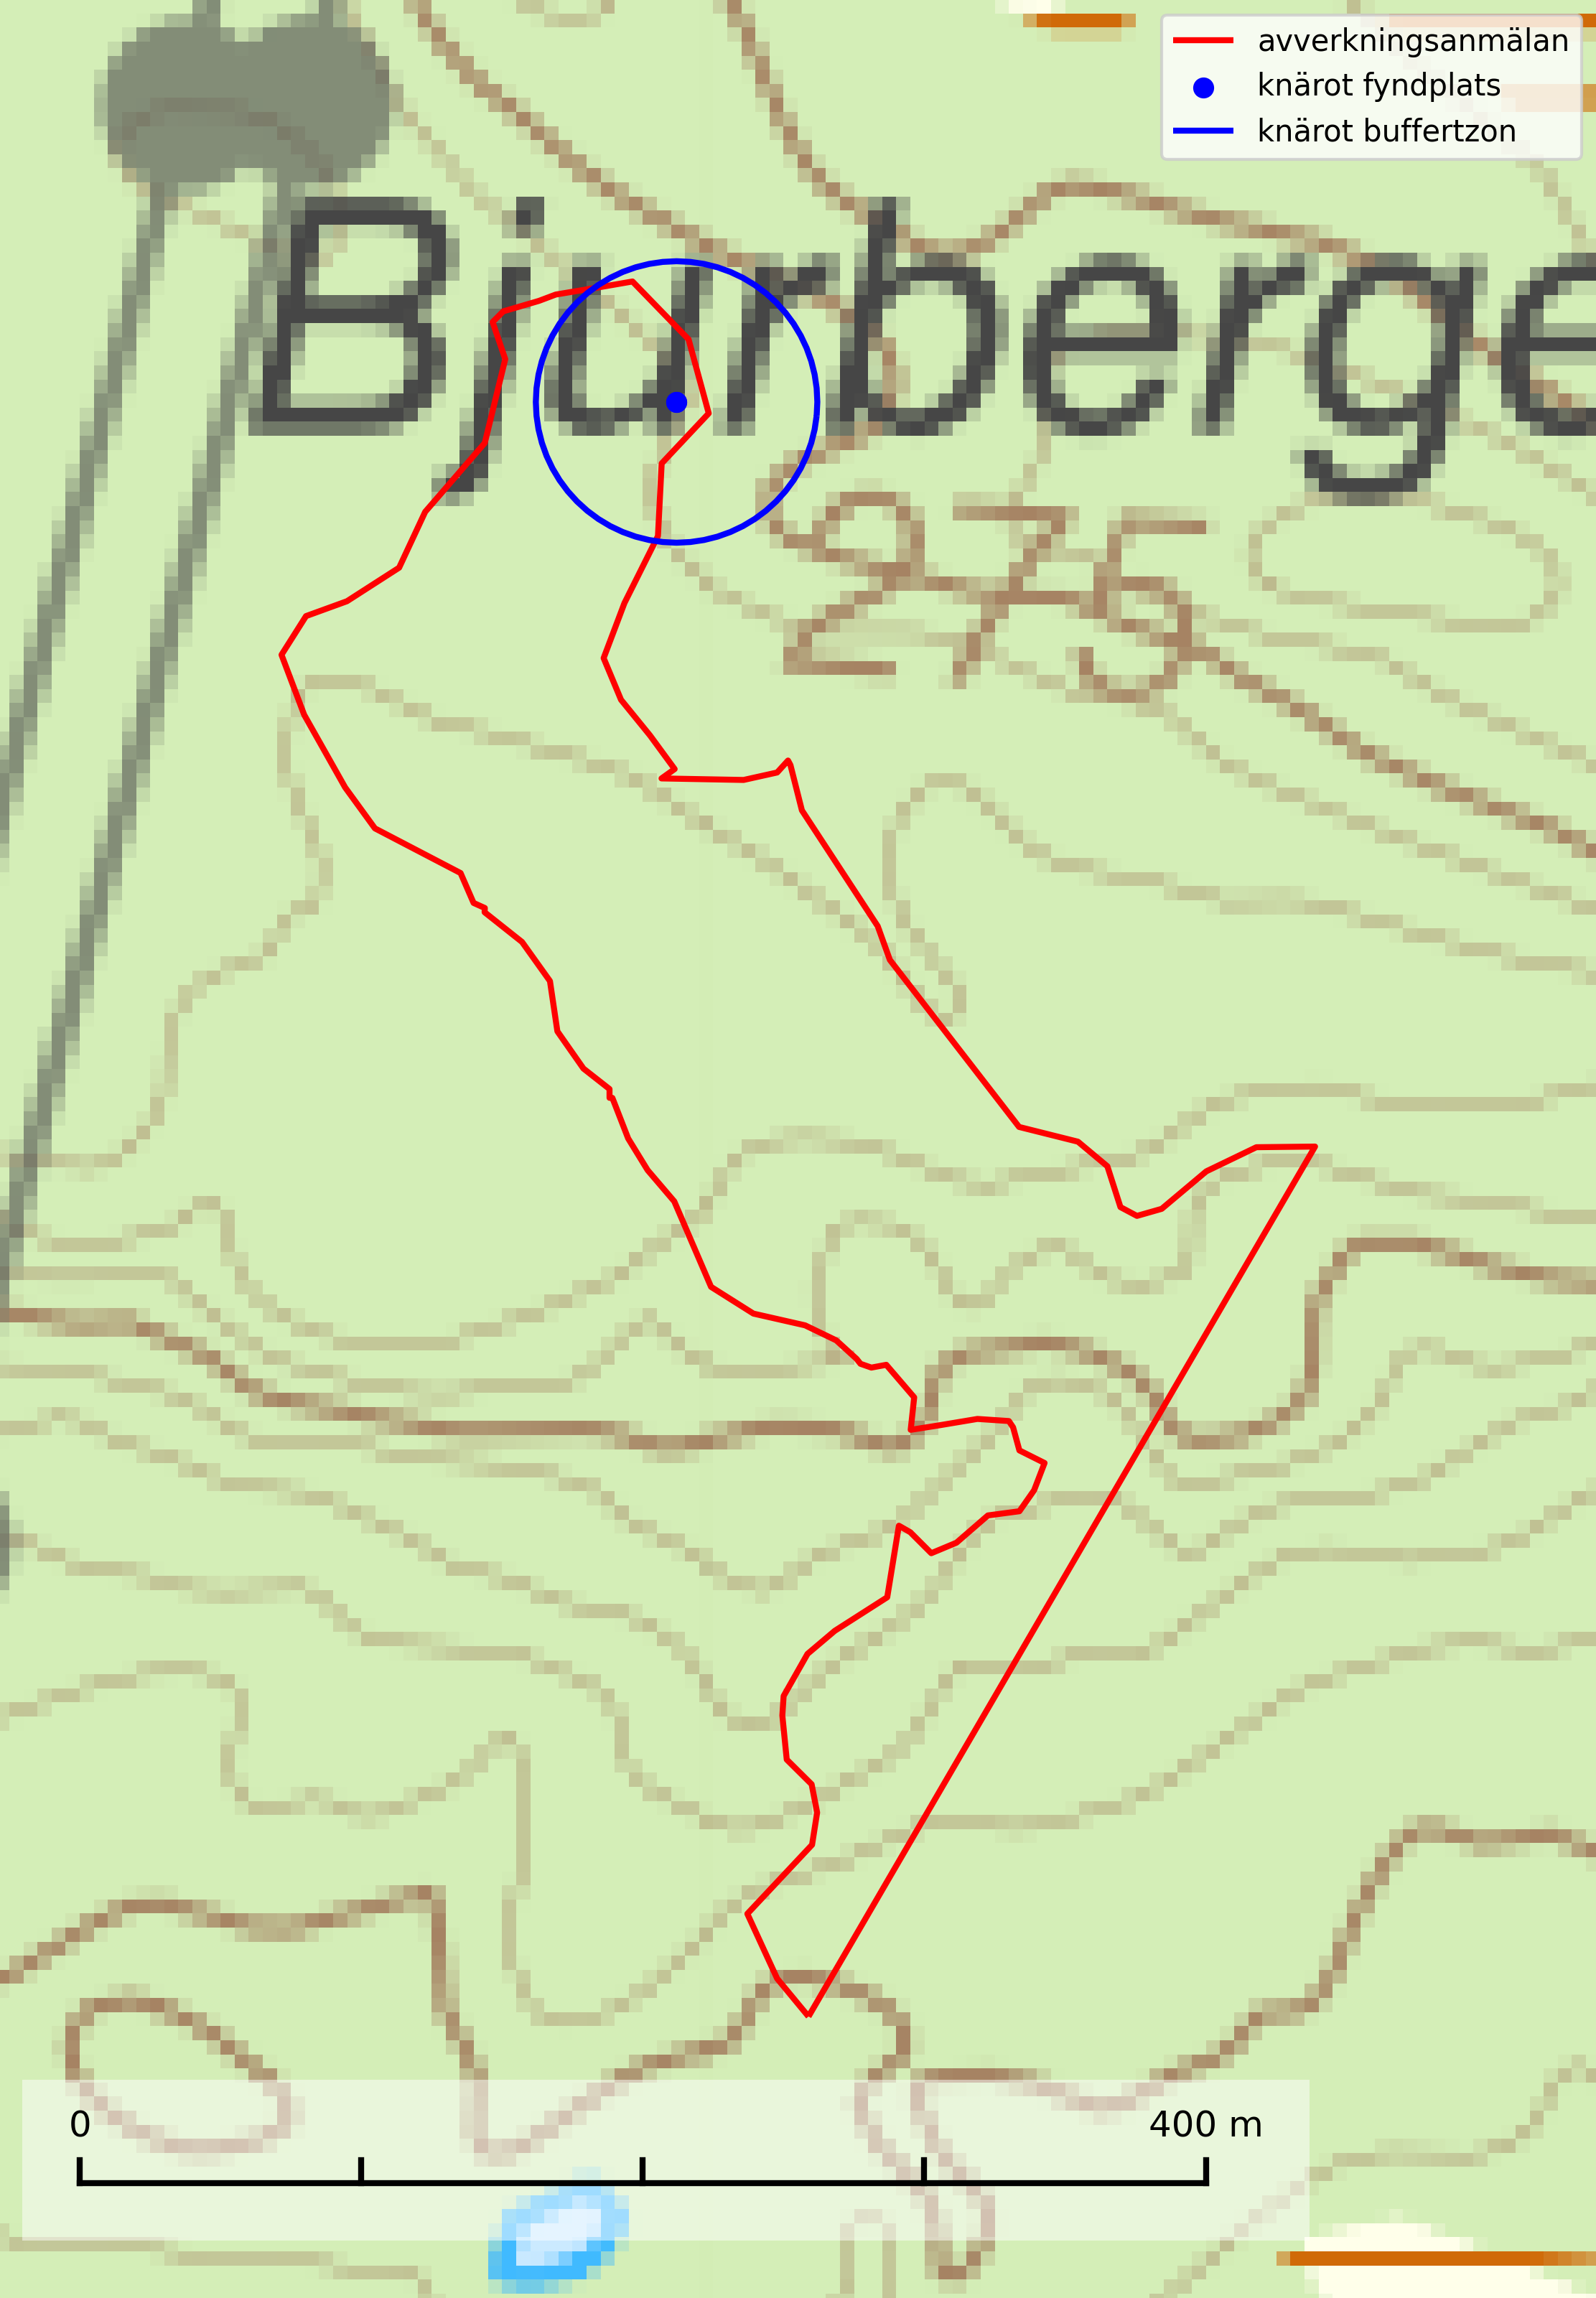 avverkningsanmälan
knärot fyndplats
knärot buffertzon
Bjurberge
275
0 400 m